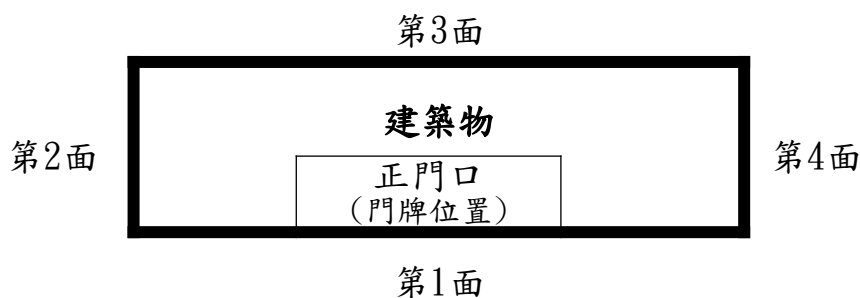 第3面
建築物
第2面
正門口
第4面
(門牌位置)
第1面